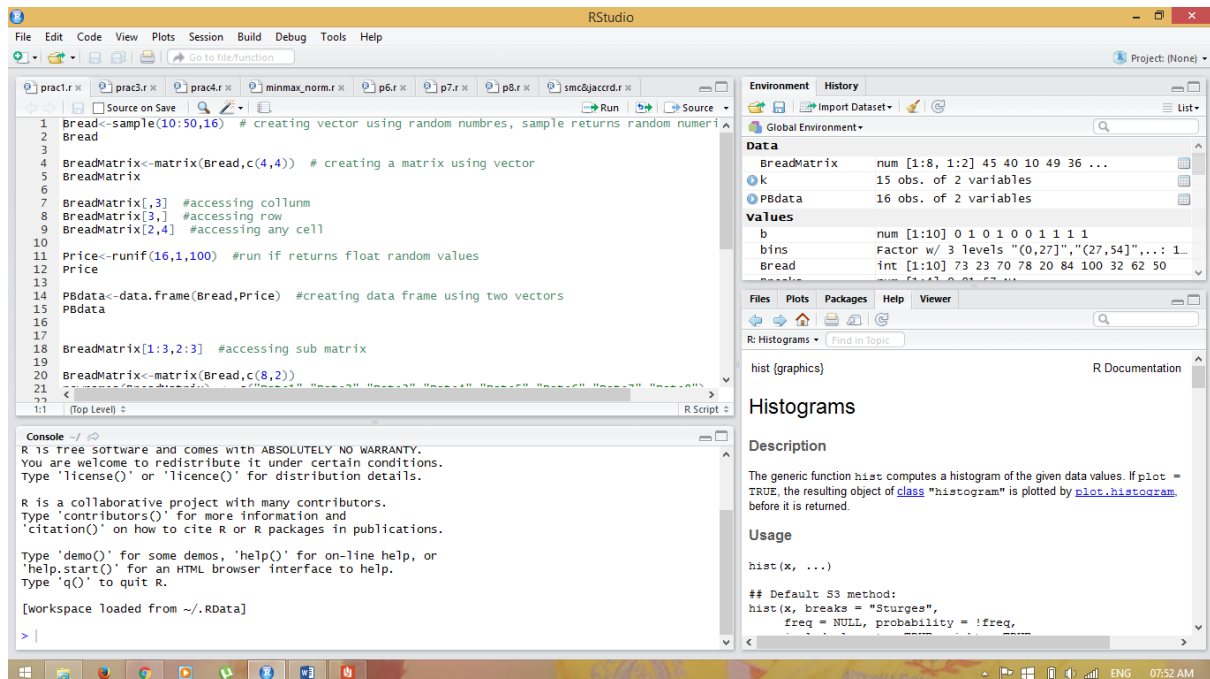 RStudio
File Edit Code View Plots Session Build Debug Tools Help
Go to file/function
Project: (None)
prac1.r prac3.r prac4.r minmax_norm.r p6.r p7.r p8.r smc&jaccrd.r
Source on Save Run Source
1 Bread<-sample(10:50,16) # creating vector using random numbres, sample returns random numeri
2 Bread
3
4 BreadMatrix<-matrix(Bread,c(4,4)) # creating a matrix using vector
5 BreadMatrix
6
7 BreadMatrix[,3] #accessing collunm
8 BreadMatrix[3,] #accessing row
9 BreadMatrix[2,4] #accessing any cell
10
11 Price<-runif(16,1,100) #run if returns float random values
12 Price
13
14 PBdata<-data.frame(Bread,Price) #creating data frame using two vectors
15 PBdata
16
17
18 BreadMatrix[1:3,2:3] #accessing sub matrix
19
20 BreadMatrix<-matrix(Bread,c(8,2))
21
22
1:1 (Top Level) R Script
Console ~/
R is free software and comes with ABSOLUTELY NO WARRANTY.
You are welcome to redistribute it under certain conditions.
Type 'license()' or 'licence()' for distribution details.
R is a collaborative project with many contributors.
Type 'contributors()' for more information and
'citation()' on how to cite R or R packages in publications.
Type 'demo()' for some demos, 'help()' for on-line help, or
'help.start()' for an HTML browser interface to help.
Type 'q()' to quit R.
[Workspace loaded from ~/.RData]
>
Environment History
Import Dataset List
Global Environment
Data
BreadMatrix num [1:8, 1:2] 45 40 10 49 36 ...
k 15 obs. of 2 variables
PBdata 16 obs. of 2 variables
Values
b num [1:10] 0 1 0 1 0 0 1 1 1 1
bins Factor w/ 3 levels "(0,27]","(27,54]",..: 1…
Bread int [1:10] 73 23 70 78 20 84 100 32 62 50
Files Plots Packages Help Viewer
R: Histograms Find in Topic
hist {graphics} R Documentation
Histograms
Description
The generic function hist computes a histogram of the given data values. If plot =
TRUE, the resulting object of class "histogram" is plotted by plot.histogram,
before it is returned.
Usage
hist(x, ...)
## Default S3 method:
hist(x, breaks = "Sturges",
freq = NULL, probability = !freq,
ENG 07:52 AM